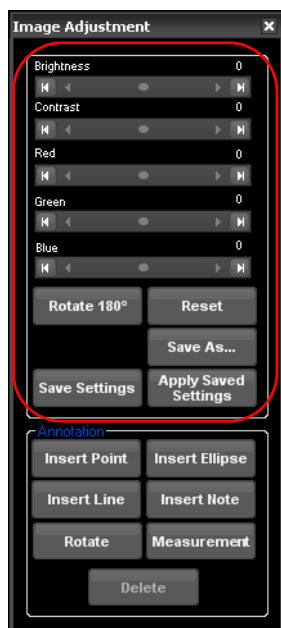 Image Adjustment
Brightness 0
Contrast 0
Red 0
Green 0
Blue 0
Rotate 180° Reset
Save As...
Save Settings Apply Saved
Settings
Annotation
Insert Point Insert Ellipse
Insert Line Insert Note
Rotate Measurement
Delete